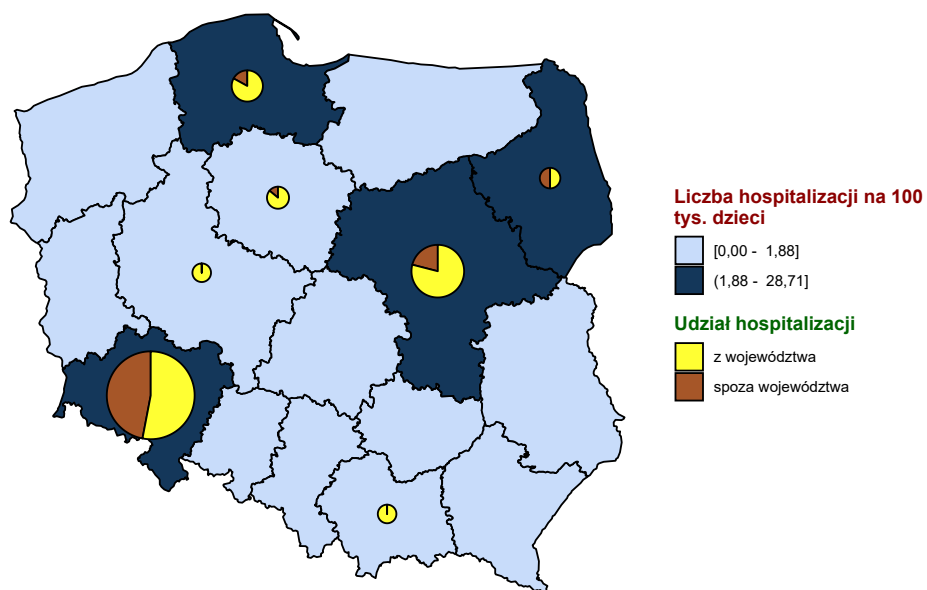 Liczba hospitalizacji na 100
tys. dzieci
[0,00 - 1,88]
(1,88 - 28,71]
Udział hospitalizacji
z województwa
spoza województwa